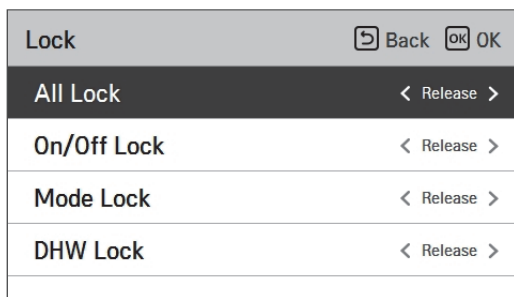 Lock Back OK OK
All Lock < Release >
On/Off Lock < Release >
Mode Lock < Release >
DHW Lock < Release >